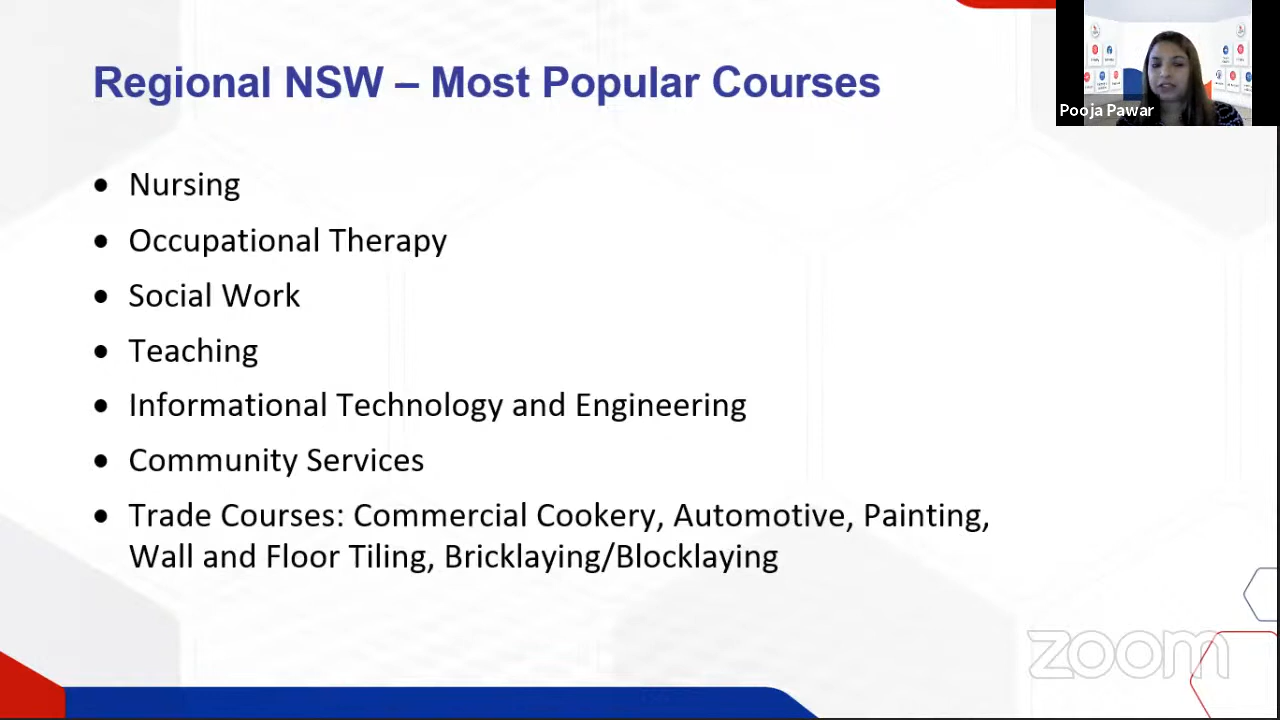 Regional NSW – Most Popular Courses
Pooja Pawar
• Nursing
• Occupational Therapy
• Social Work
• Teaching
• Informational Technology and Engineering
• Community Services
• Trade Courses: Commercial Cookery, Automotive, Painting,
Wall and Floor Tiling, Bricklaying/Blocklaying
zoom